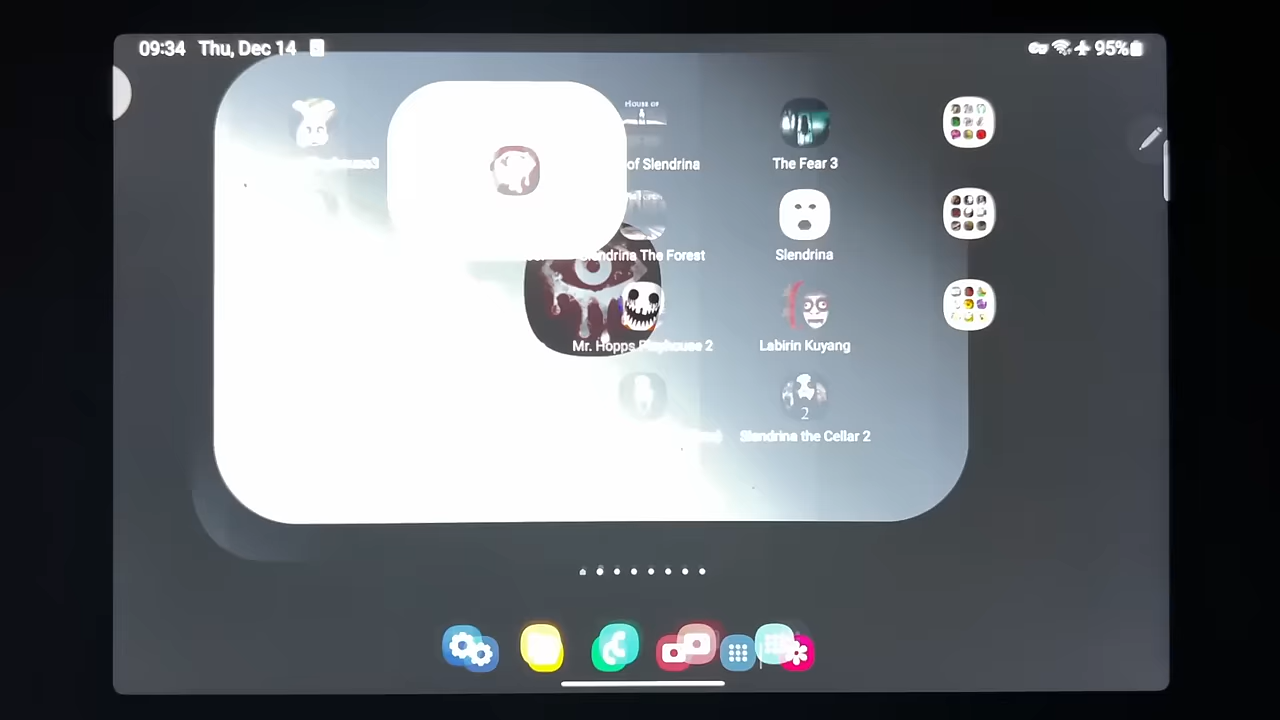 09:34 Thu, Dec 14
95%
House of
of Slendrina
The Fear 3
The Forest
Slendrina
Mr. Hopps Playhouse 2
Labirin Kuyang
2
Slendrina the Cellar 2